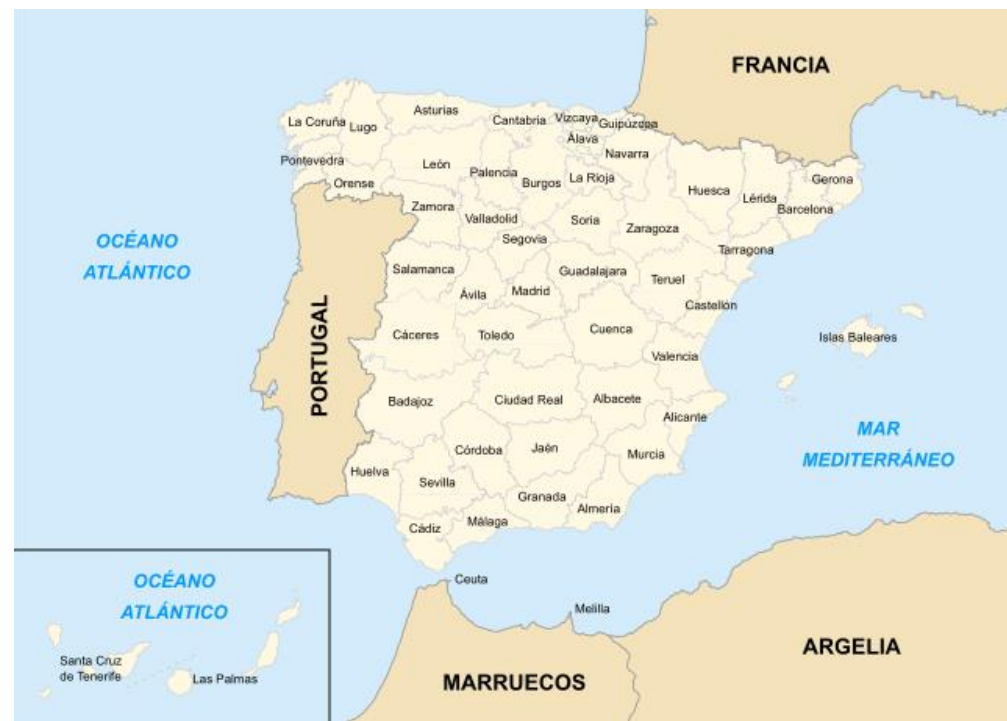 FRANCIA
Asturias
Cantabria
Vizcaya
Guipúzcoa
La Coruña
Lugo
Álava
Navarra
Pontevedra
León
Palencia
Burgos
La Rioja
Orense
Huesca
Lérida
Gerona
Barcelona
Zamora
Valladolid
Soria
Zaragoza
Segovia
Tarragona
OCÉANO
ATLÁNTICO
Salamanca
Ávila
Madrid
Guadalajara
Teruel
Castellón
PORTUGAL
Cáceres
Toledo
Cuenca
Valencia
Islas Baleares
Badajoz
Ciudad Real
Albacete
Alicante
MAR
MEDITERRÁNEO
Huelva
Córdoba
Jaén
Murcia
Sevilla
Granada
Almería
Cádiz
Málaga
Ceuta
Melilla
OCÉANO
ATLÁNTICO
Santa Cruz
de Tenerife
Las Palmas
MARRUECOS
ARGELIA